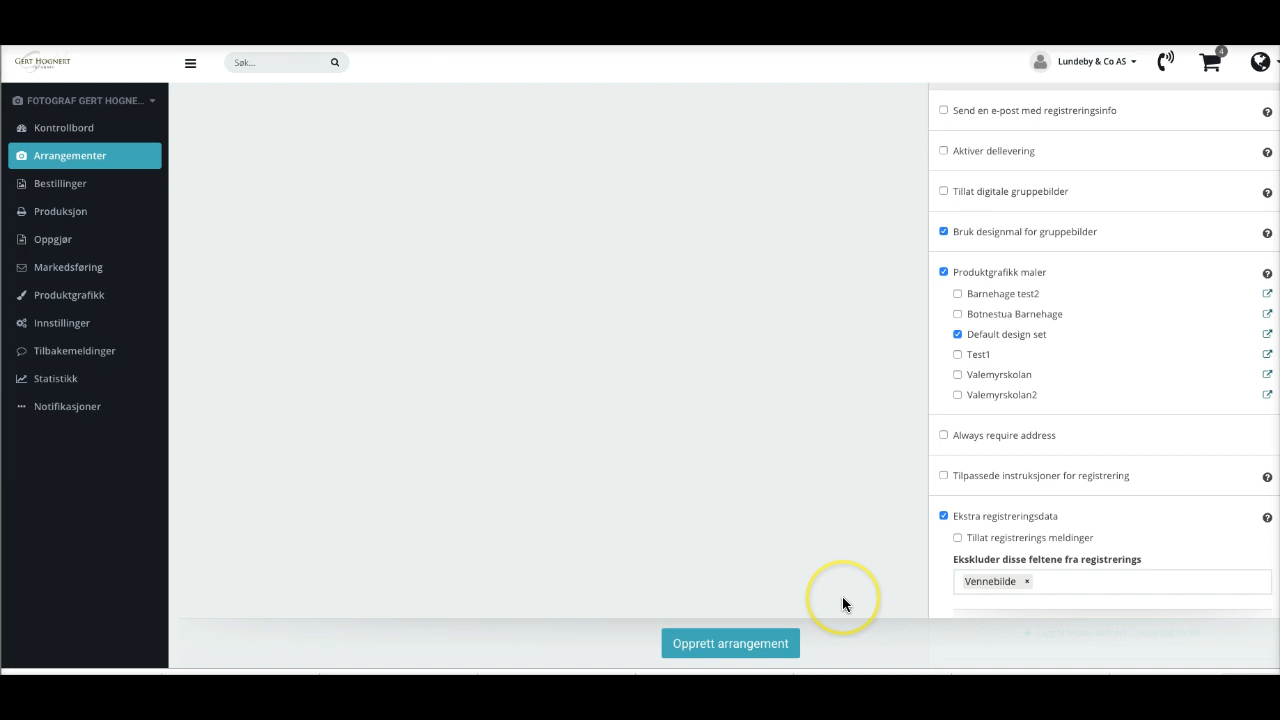 GERT HOGNERT
Søk...
Lundeby & Co AS
4
FOTOGRAF GERT HOGNE...
Kontrollbord
Arrangementer
Bestillinger
Produksjon
Oppgjør
Markedsføring
Produktgrafikk
Innstillinger
Tilbakemeldinger
Statistikk
Notifikasjoner
Send en e-post med registreringsinfo
Aktiver dellevering
Tillat digitale gruppebilder
Bruk designmal for gruppebilder
Produktgrafikk maler
Barnehage test2
Botnestua Barnehage
Default design set
Test1
Valemyrskolan
Valemyrskolan2
Always require address
Tilpassede instruksjoner for registrering
Ekstra registreringsdata
Tillat registrerings meldinger
Ekskluder disse feltene fra registrerings
Vennebilde ×
Opprett arrangement